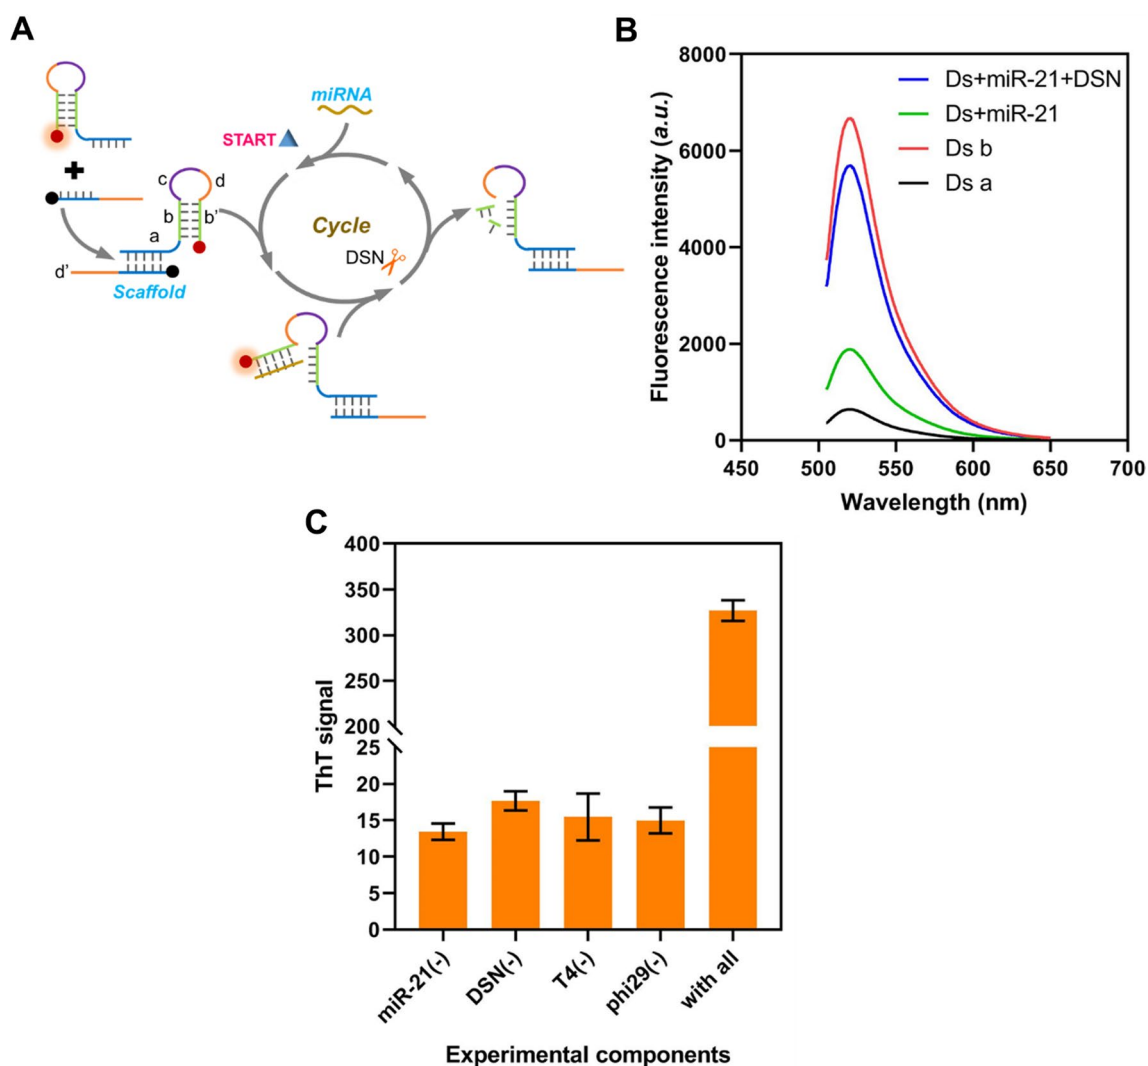 A
miRNA
START
c
d
b
b'
a
Cycle
DSN
d'
Scaffold
B
8000
6000
4000
2000
0
Fluorescence intensity (a.u.)
Ds+miR-21+DSN
Ds+miR-21
Ds b
Ds a
450 500 550 600 650 700
Wavelength (nm)
C
400
350
300
250
200
25
20
15
10
5
0
ThT signal
miR-21(-)
DSN(-)
T4(-)
phi29(-)
with all
Experimental components